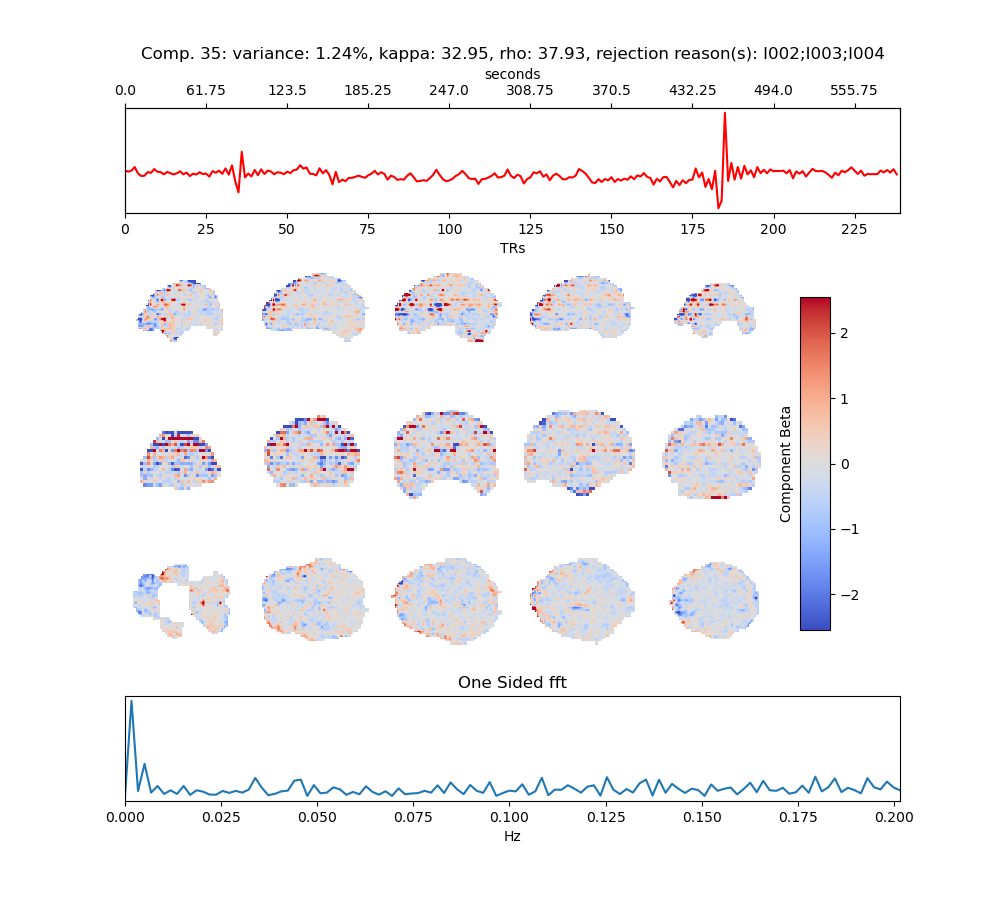 Comp. 35: variance: 1.24%, kappa: 32.95, rho: 37.93, rejection reason(s): I002;I003;I004
seconds
0.0 61.75 123.5 185.25 247.0 308.75 370.5 432.25 494.0 555.75
0 25 50 75 100 125 150 175 200 225
TRs
2
1
0
−1
−2
Component Beta
One Sided fft
0.000 0.025 0.050 0.075 0.100 0.125 0.150 0.175 0.200
Hz